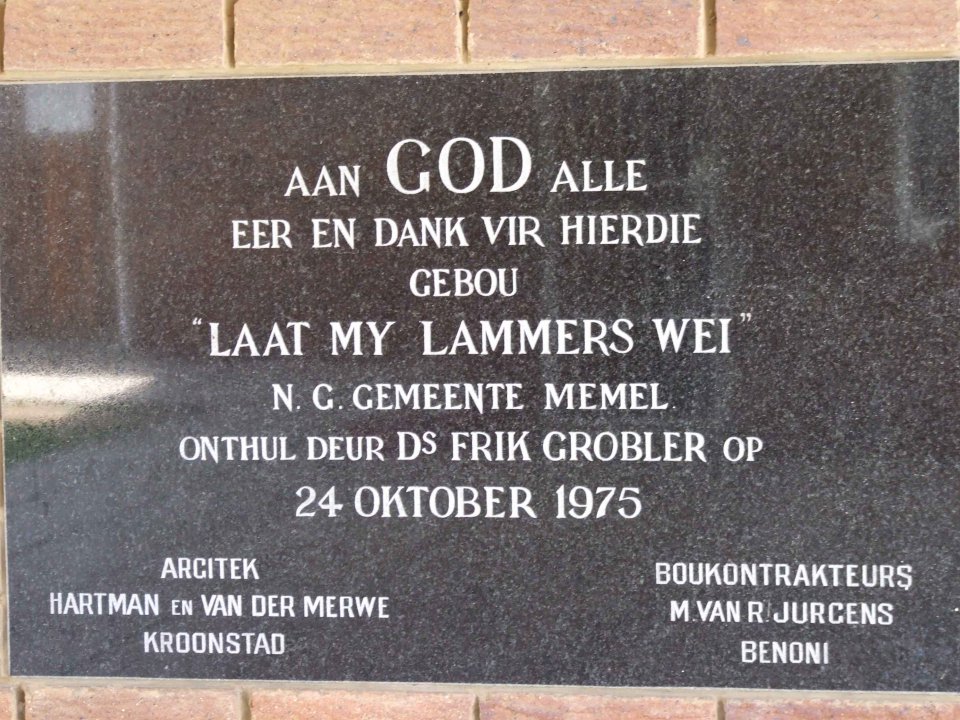 AAN GOD ALLE
EER EN DANK VIR HIERDIE
GEBOU
"LAAT MY LAMMERS WEI"
N. G. GEMEENTE MEMEL.
ONTHUL DEUR DS FRIK GROBLER OP
24 OKTOBER 1975
ARGITEK
HARTMAN EN VAN DER MERWE
KROONSTAD
BOUKONTRAKTEURS
M. VAN R. JURGENS
BENONI